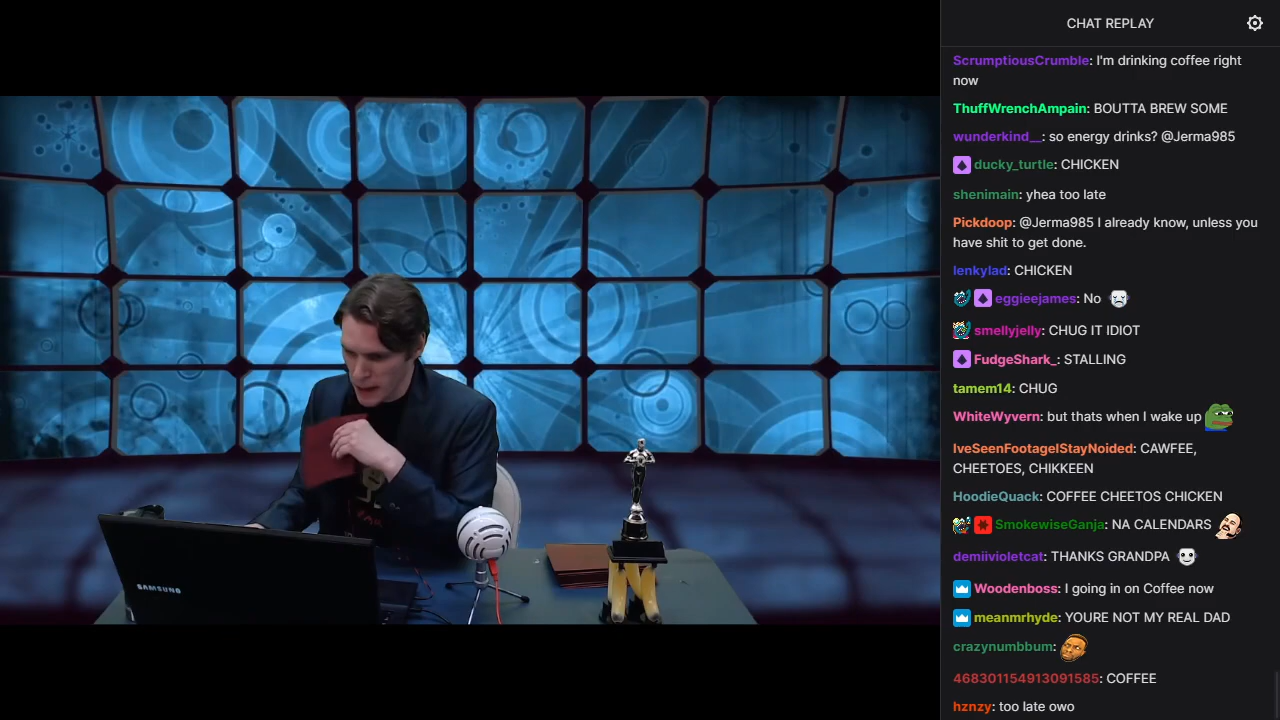 CHAT REPLAY
ScrumptiousCrumble: I'm drinking coffee right
now
ThuffWrenchAmpain: BOUTTA BREW SOME
wunderkind__: so energy drinks? @Jerma985
ducky_turtle: CHICKEN
shenimain: yhea too late
Pickdoop: @Jerma985 I already know, unless you
have shit to get done.
lenkylad: CHICKEN
eggieejames: No
smellyjelly: CHUG IT IDIOT
FudgeShark_: STALLING
tamem14: CHUG
WhiteWyvern: but thats when I wake up
IveSeenFootageIStayNoided: CAWFEE,
CHEETOES, CHIKKEEN
HoodieQuack: COFFEE CHEETOS CHICKEN
SmokewiseGanja: NA CALENDARS
demiivioletcat: THANKS GRANDPA
Woodenboss: I going in on Coffee now
meanmrhyde: YOURE NOT MY REAL DAD
crazynumbbum:
468301154913091585: COFFEE
hznzy: too late owo
SAMSUNG